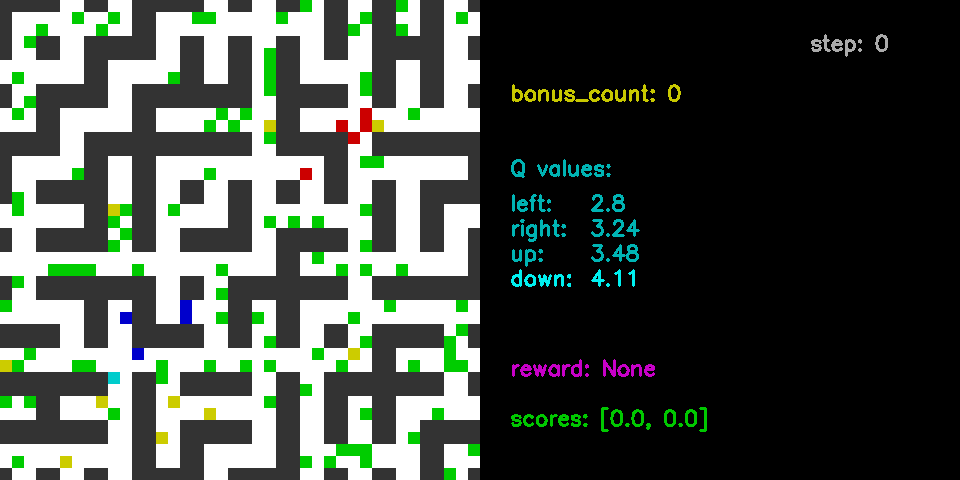 step: 0
bonus_count: 0
Q values:
left: 2.8
right: 3.24
up: 3.48
down: 4.11
reward: None
scores: [0.0, 0.0]